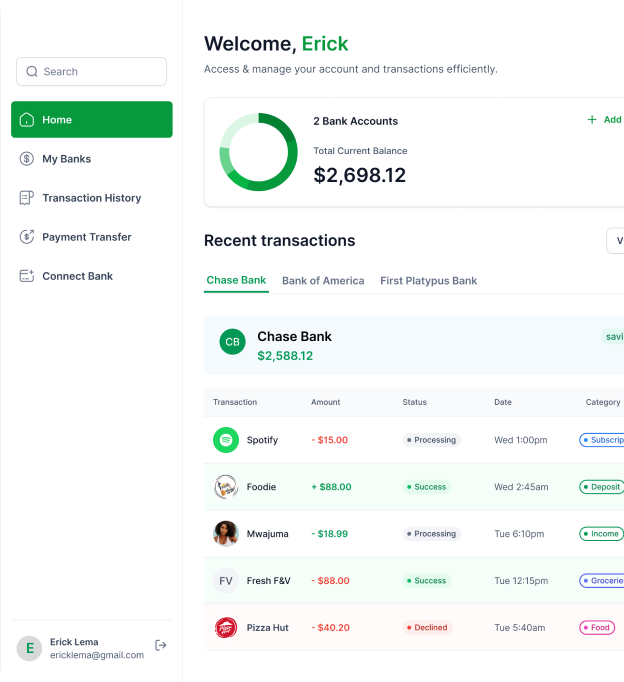 Search
Home
My Banks
Transaction History
Payment Transfer
Connect Bank
Erick Lema
ericklema@gmail.com
E
Welcome, Erick
Access & manage your account and transactions efficiently.
2 Bank Accounts
Add
Total Current Balance
$2,698.12
Recent transactions
V
Chase Bank Bank of America First Platypus Bank
CB
Chase Bank
$2,588.12
savi
Transaction Amount Status Date Category
Spotify - $15.00 Processing Wed 1:00pm Subscrip
Foodie + $88.00 Success Wed 2:45am Deposit
Mwajuma - $18.99 Processing Tue 6:10pm Income
FV Fresh F&V - $88.00 Success Tue 12:15pm Groceries
Pizza Hut - $40.20 Declined Tue 5:40am Food